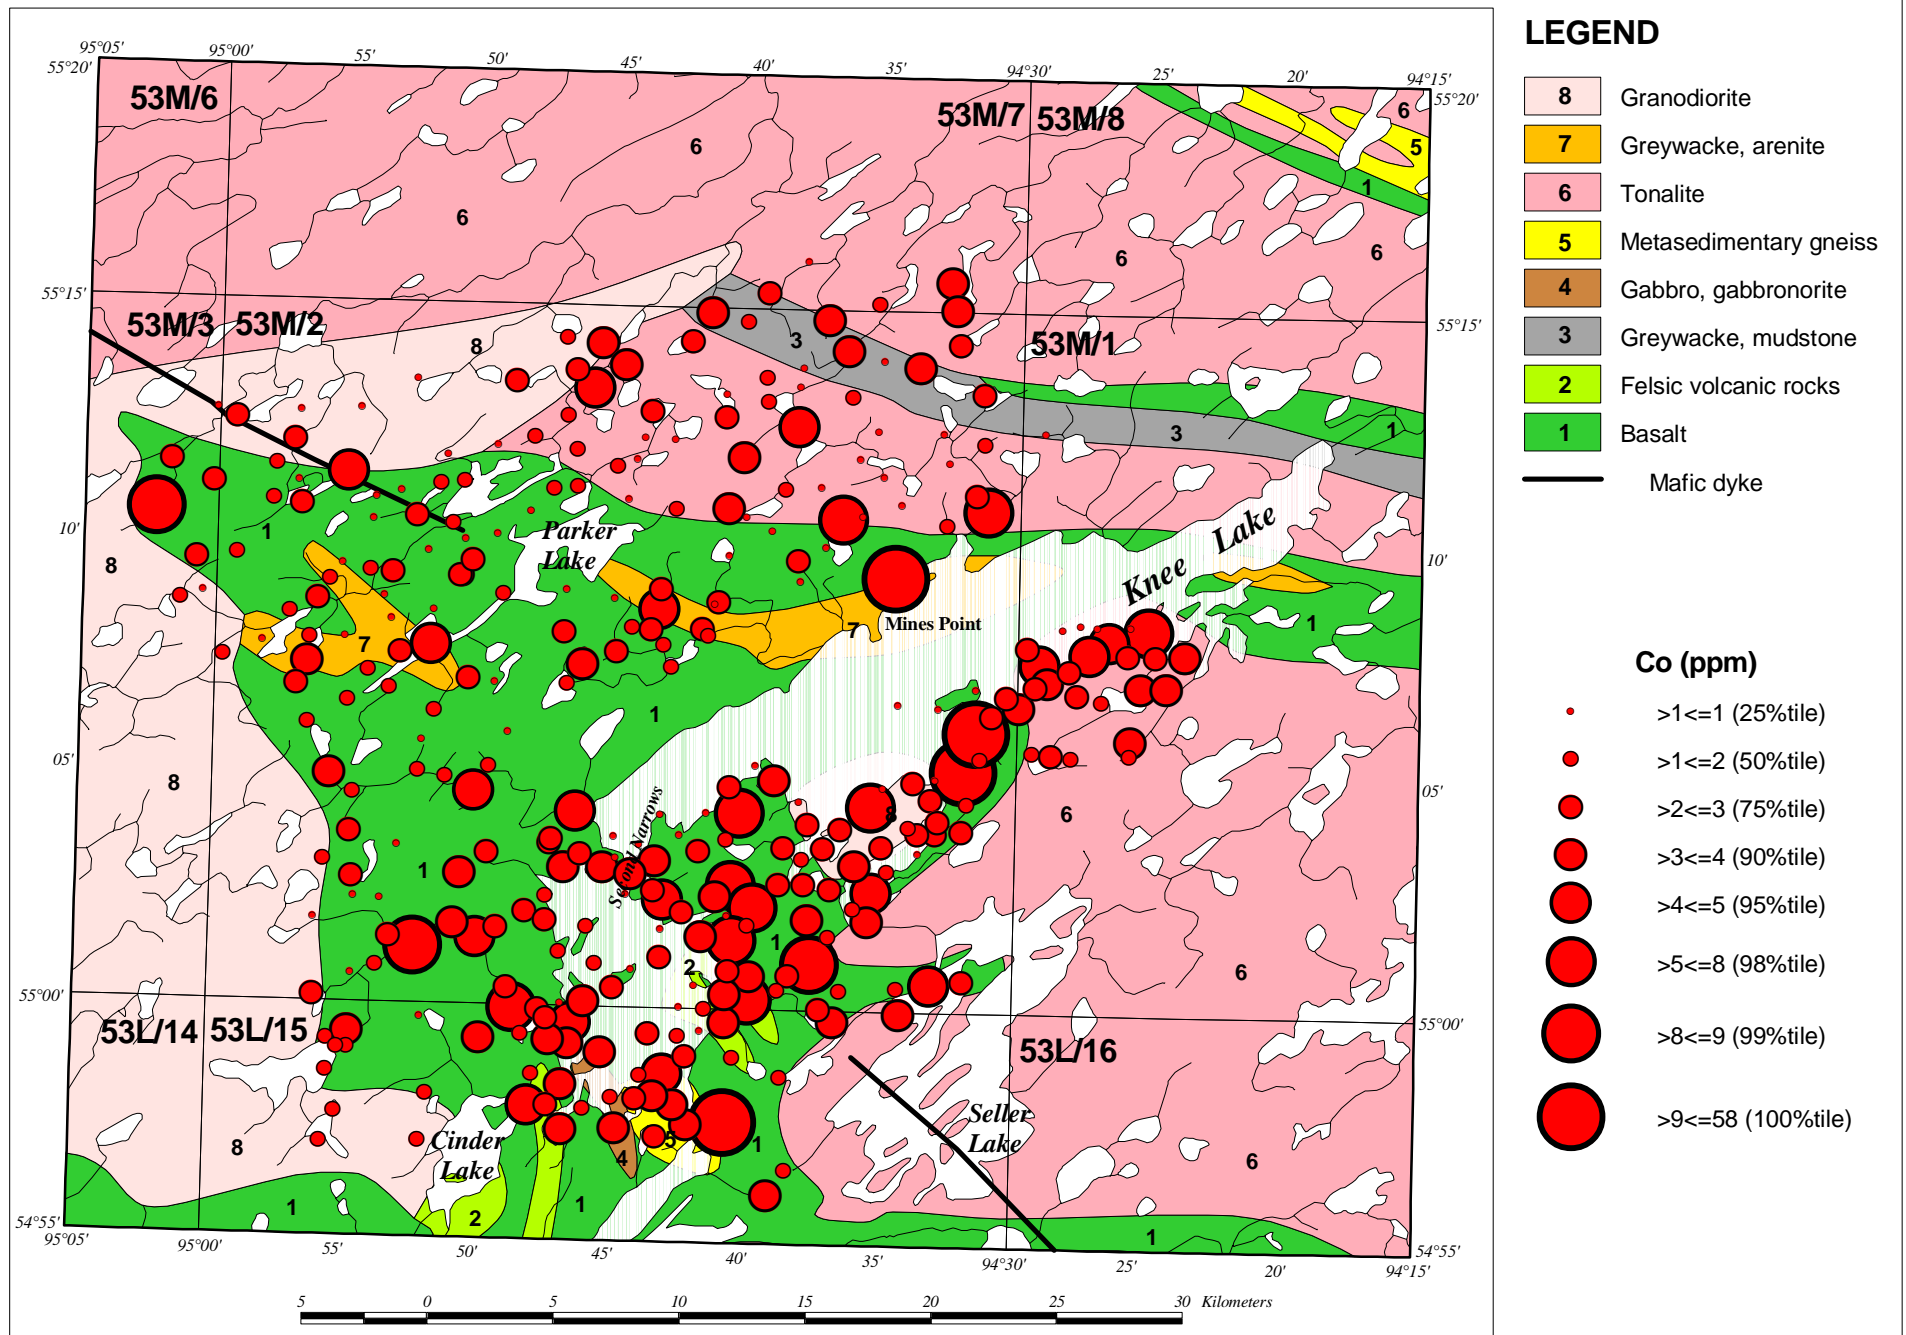 95°05' 95°00' 55' 50' 45' 40' 35' 94°30' 25' 20' 94°15'
55°20' 55°20'
53M/6 53M/7 53M/8
6 6 5
6 1
6 6 6
55°15' 55°15'
53M/3 53M/2 53M/1
8 3
3 1
10' 10'
1 Parker
Lake
Knee Lake
8
7 7 Mines Point 1
1
05' 05'
8 8 6
Second Narrows
1
1
2 6
55°00' 55°00'
53L/14 53L/15 53L/16
Cinder
Lake
Seller
Lake
8 5 1
4 6
1 2 1 1
54°55' 54°55'
95°05' 95°00' 55' 50' 45' 40' 35' 94°30' 25' 20' 94°15'
5 0 5 10 15 20 25 30 Kilometers
LEGEND
8 Granodiorite
7 Greywacke, arenite
6 Tonalite
5 Metasedimentary gneiss
4 Gabbro, gabbronorite
3 Greywacke, mudstone
2 Felsic volcanic rocks
1 Basalt
Mafic dyke
Co (ppm)
>1<=1 (25%tile)
>1<=2 (50%tile)
>2<=3 (75%tile)
>3<=4 (90%tile)
>4<=5 (95%tile)
>5<=8 (98%tile)
>8<=9 (99%tile)
>9<=58 (100%tile)